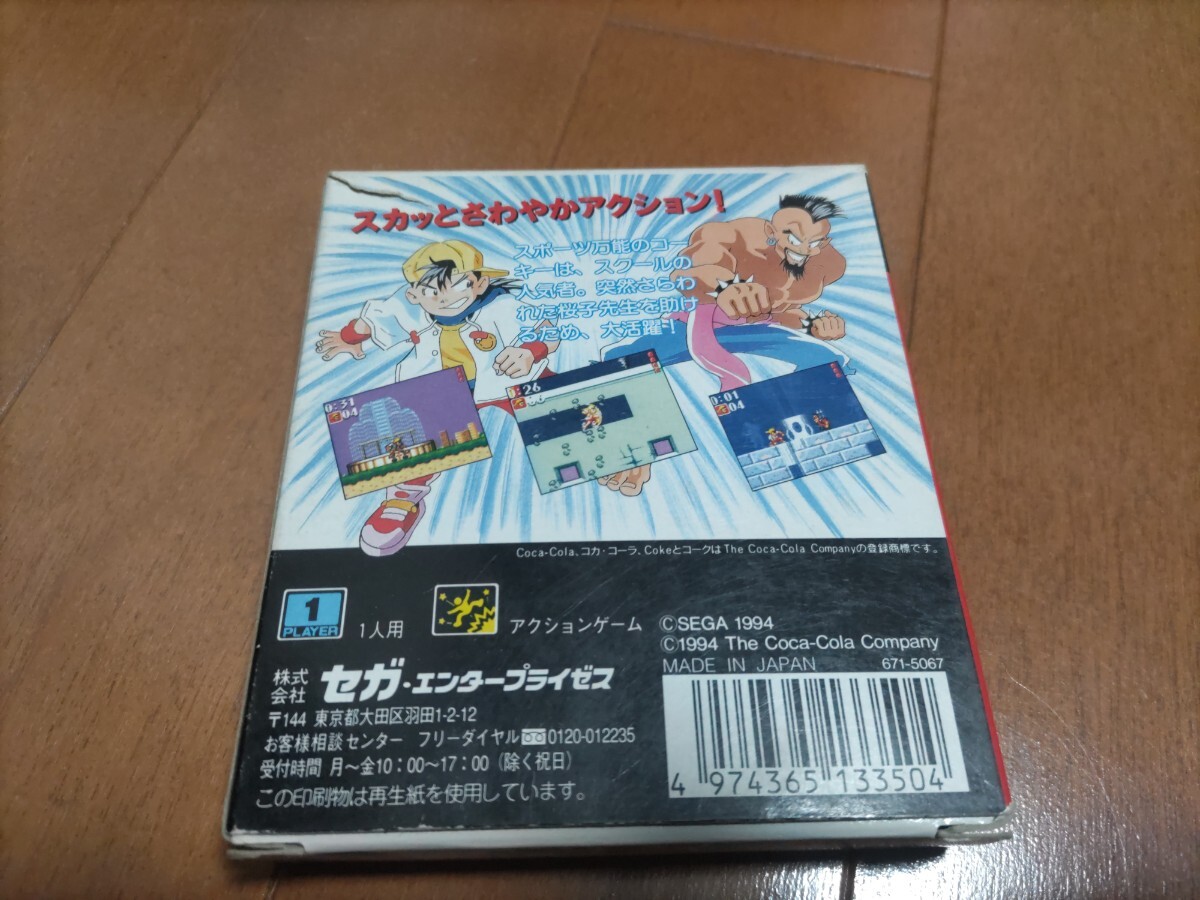 スカッとさわやかアクション!
スポーツ万能のコー
キーは、スクールの
人気者。突然さらわ
れた桜子先生を助け
るため、大活躍!
0:31
04
0:26
0:01
04
Coca-Cola、コカ・コーラ、CokeとコークはThe Coca-Cola Companyの登録商標です。
1
PLAYER
1人用
アクションゲーム
©SEGA 1994
©1994 The Coca-Cola Company
MADE IN JAPAN 671-5067
株式会社 セガ・エンタープライゼス
〒144 東京都大田区羽田1-2-12
お客様相談センター フリーダイヤル 0120-012235
受付時間 月~金10:00~17:00 (除く祝日)
この印刷物は再生紙を使用しています。
4 974365 133504